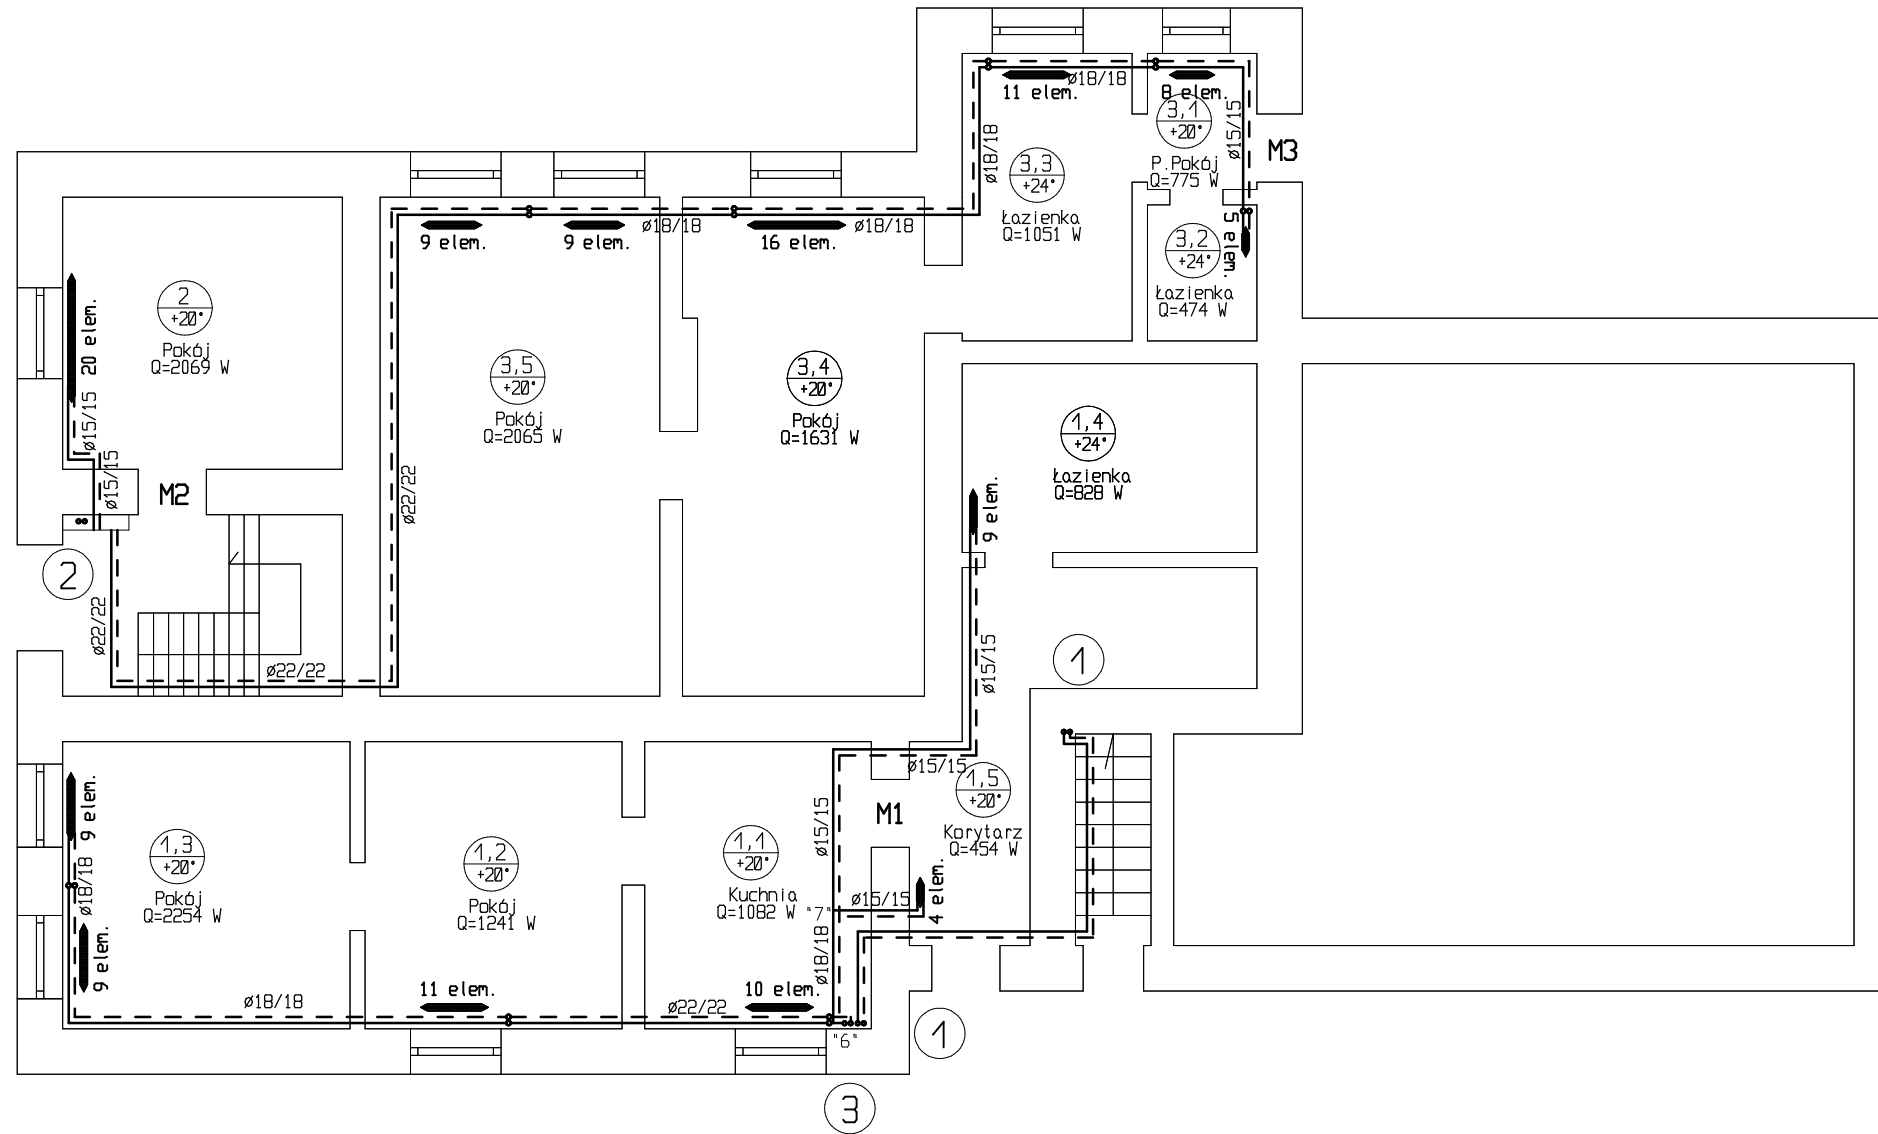 ø18/18
11 elem.
8 elem.
3,1
+20°
ø15/15
M3
ø18/18
3,3
+24°
P.Pokój
Q=775 W
Łazienka
Q=1051 W
9 elem.
9 elem.
ø18/18
16 elem.
ø18/18
5 elem.
3,2
+24°
Łazienka
Q=474 W
20 elem.
2
+20°
Pokój
Q=2069 W
3,5
+20°
Pokój
Q=2065 W
3,4
+20°
Pokój
Q=1631 W
ø15/15
ø15/15
M2
ø22/22
1,4
+24°
Łazienka
Q=828 W
9 elem.
2
ø22/22
ø22/22
ø15/15
1
9 elem.
ø15/15
1,5
+20°
Korytarz
Q=454 W
M1
ø15/15
1,3
+20°
Pokój
Q=2254 W
1,2
+20°
Pokój
Q=1241 W
1,1
+20°
Kuchnia
Q=1082 W
"7"
ø15/15
4 elem.
ø18/18
9 elem.
ø18/18
ø18/18
11 elem.
ø22/22
10 elem.
"6"
1
3